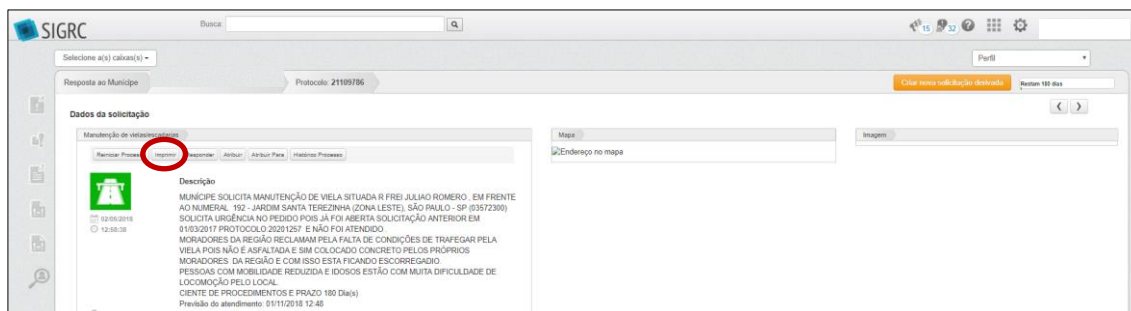 SIGRC
Busca
15 32
Selecione a(s) caixas(s)
Perfil
Resposta ao Munícipe
Protocolo: 21109786
Criar nova solicitação derivada
Restam 180 dias
Dados da solicitação
Manutenção de vielas/escadarias
Mapa
Imagem
Reiniciar Processo Imprimir Responder Atribuir Atribuir Para Histórico Processo
Endereço no mapa
Descrição
MUNÍCIPE SOLICITA MANUTENÇÃO DE VIELA SITUADA R FREI JULIAO ROMERO , EM FRENTE
AO NUMERAL 192 - JARDIM SANTA TEREZINHA (ZONA LESTE), SÃO PAULO - SP (03572300)
SOLICITA URGÊNCIA NO PEDIDO POIS JÁ FOI ABERTA SOLICITAÇÃO ANTERIOR EM
01/03/2017 PROTOCOLO:20201257 E NÃO FOI ATENDIDO .
MORADORES DA REGIÃO RECLAMAM PELA FALTA DE CONDIÇÕES DE TRAFEGAR PELA
VIELA POIS NÃO É ASFALTADA E SIM COLOCADO CONCRETO PELOS PRÓPRIOS
MORADORES DA REGIÃO E COM ISSO ESTA FICANDO ESCORREGADIO.
PESSOAS COM MOBILIDADE REDUZIDA E IDOSOS ESTÃO COM MUITA DIFICULDADE DE
LOCOMOÇÃO PELO LOCAL.
CIENTE DE PROCEDIMENTOS E PRAZO 180 Dia(s)
Previsão do atendimento: 01/11/2018 12:48
02/05/2018
12:58:38